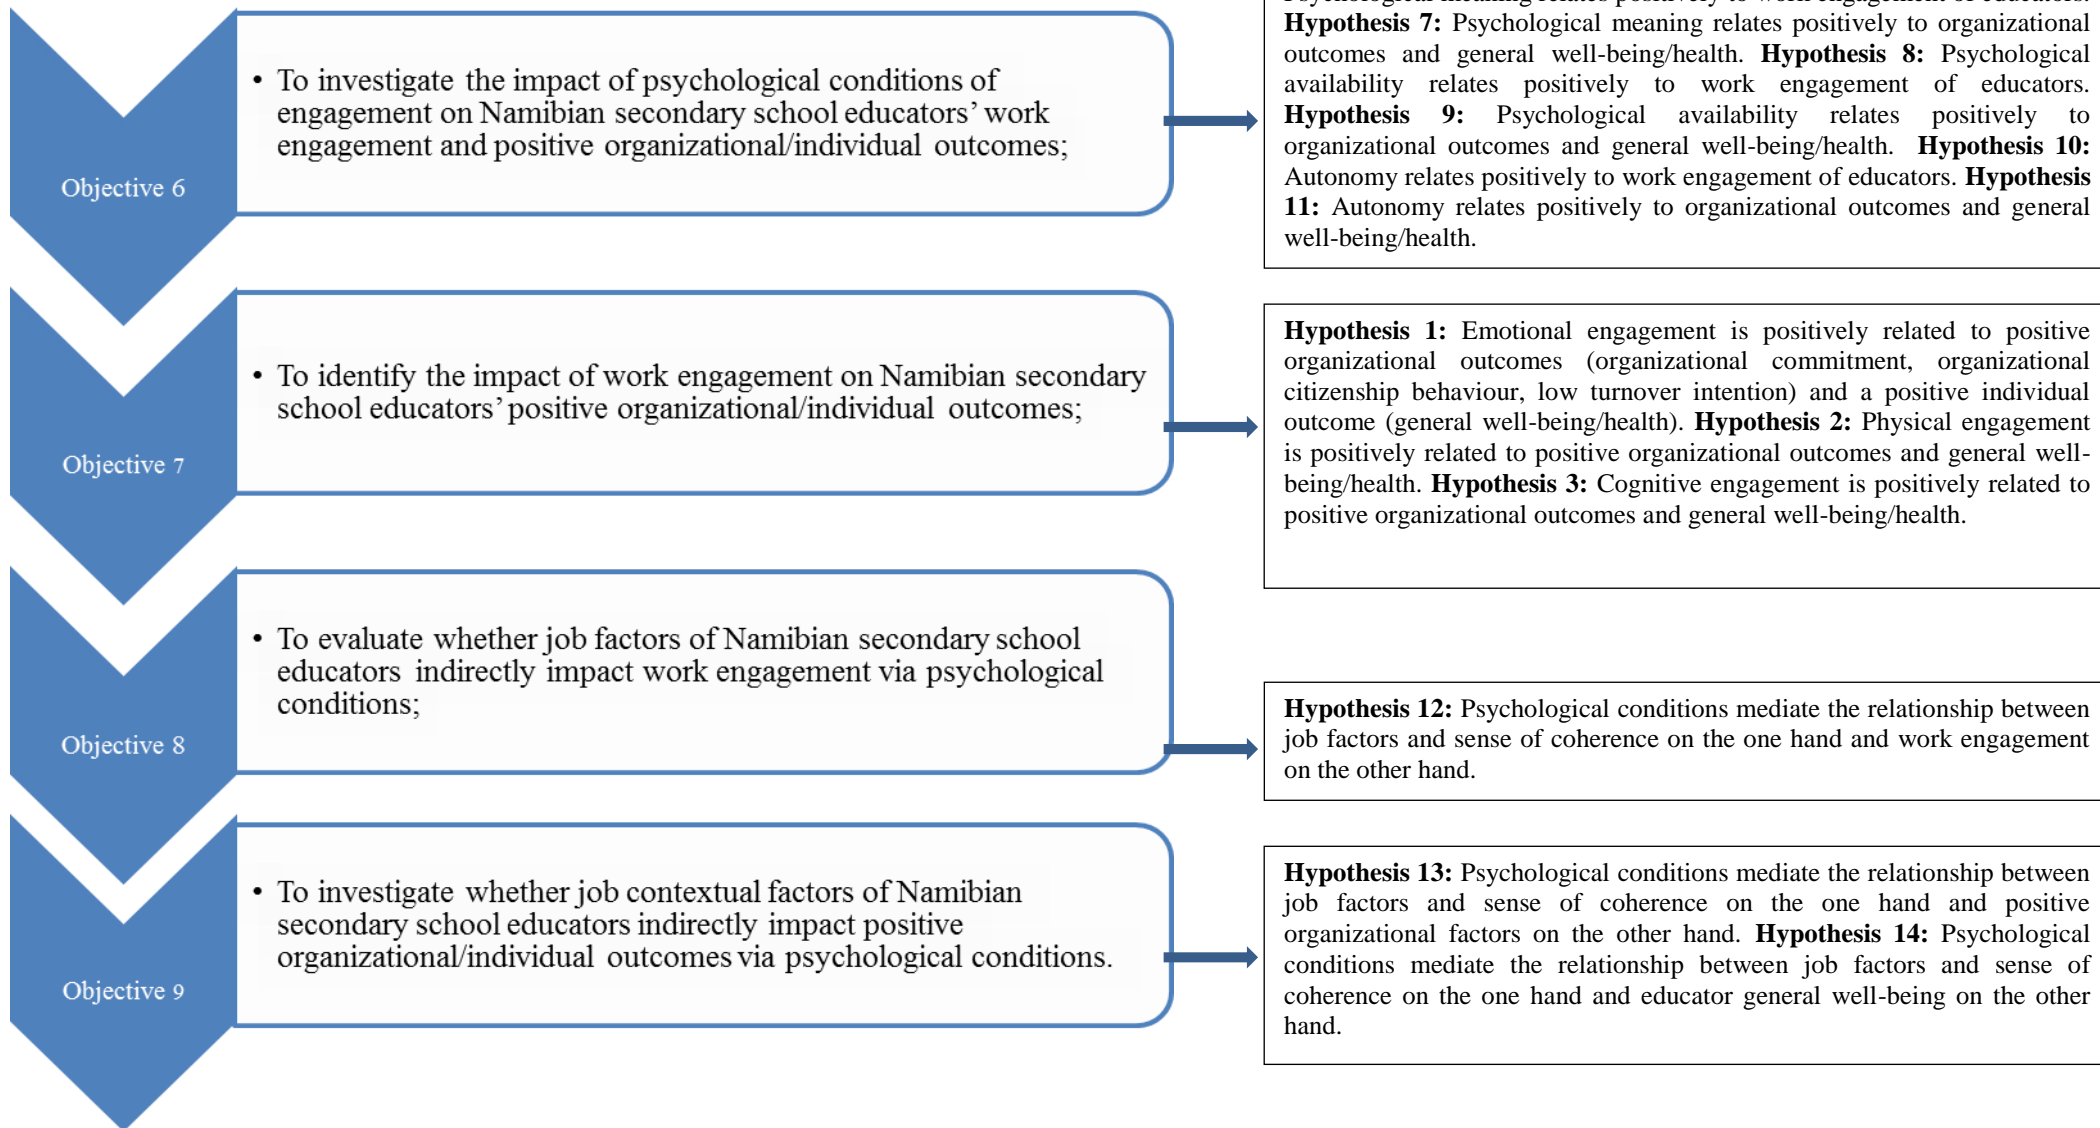 Objective 6
• To investigate the impact of psychological conditions of
engagement on Namibian secondary school educators’ work
engagement and positive organizational/individual outcomes;
Psychological meaning relates positively to work engagement of educators.
Hypothesis 7: Psychological meaning relates positively to organizational
outcomes and general well-being/health. Hypothesis 8: Psychological
availability relates positively to work engagement of educators.
Hypothesis 9: Psychological availability relates positively to
organizational outcomes and general well-being/health. Hypothesis 10:
Autonomy relates positively to work engagement of educators. Hypothesis
11: Autonomy relates positively to organizational outcomes and general
well-being/health.
Objective 7
• To identify the impact of work engagement on Namibian secondary
school educators’ positive organizational/individual outcomes;
Hypothesis 1: Emotional engagement is positively related to positive
organizational outcomes (organizational commitment, organizational
citizenship behaviour, low turnover intention) and a positive individual
outcome (general well-being/health). Hypothesis 2: Physical engagement
is positively related to positive organizational outcomes and general well-
being/health. Hypothesis 3: Cognitive engagement is positively related to
positive organizational outcomes and general well-being/health.
Objective 8
• To evaluate whether job factors of Namibian secondary school
educators indirectly impact work engagement via psychological
conditions;
Hypothesis 12: Psychological conditions mediate the relationship between
job factors and sense of coherence on the one hand and work engagement
on the other hand.
Objective 9
• To investigate whether job contextual factors of Namibian
secondary school educators indirectly impact positive
organizational/individual outcomes via psychological conditions.
Hypothesis 13: Psychological conditions mediate the relationship between
job factors and sense of coherence on the one hand and positive
organizational factors on the other hand. Hypothesis 14: Psychological
conditions mediate the relationship between job factors and sense of
coherence on the one hand and educator general well-being on the other
hand.